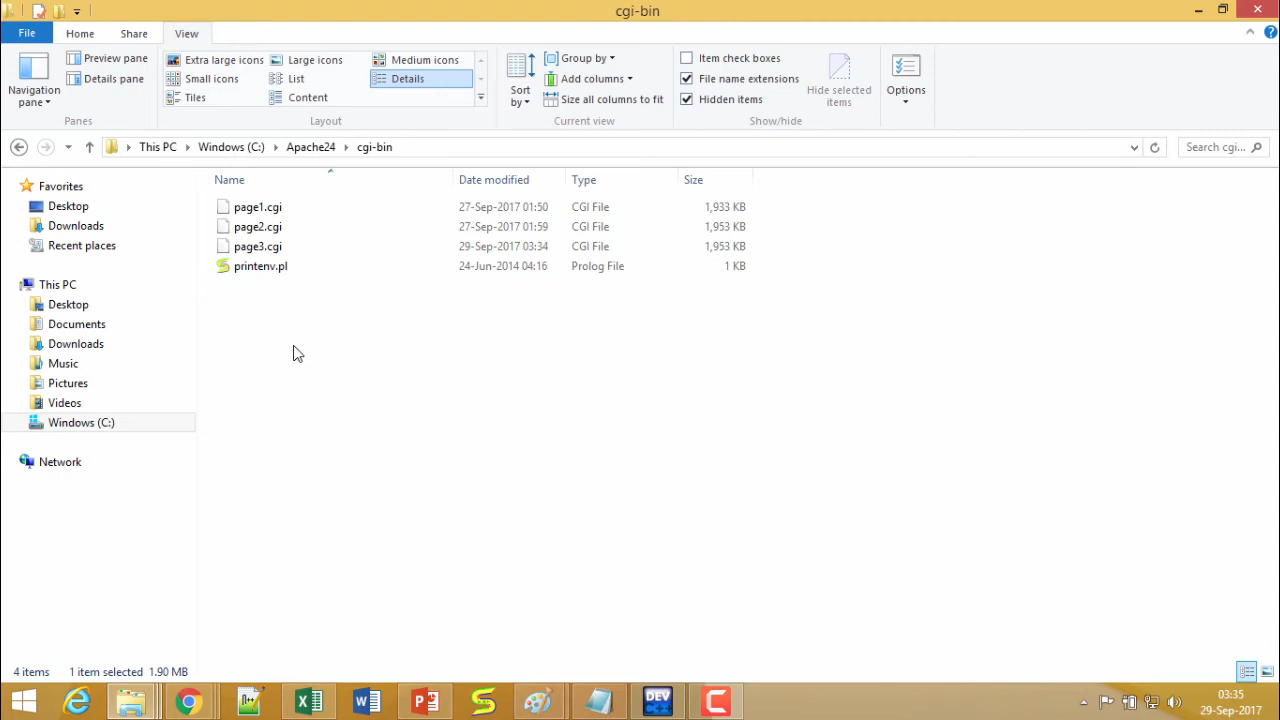 cgi-bin
File Home Share View
Preview pane
Details pane
Navigation pane
Panes
Extra large icons Large icons Medium icons
Small icons List Details
Tiles Content
Layout
Sort by
Group by
Add columns
Size all columns to fit
Current view
Item check boxes
File name extensions
Hidden items
Hide selected items
Show/hide
Options
This PC Windows (C:) Apache24 cgi-bin
Search cgi...
Favorites
Desktop
Downloads
Recent places
This PC
Desktop
Documents
Downloads
Music
Pictures
Videos
Windows (C:)
Network
Name Date modified Type Size
page1.cgi 27-Sep-2017 01:50 CGI File 1,933 KB
page2.cgi 27-Sep-2017 01:59 CGI File 1,953 KB
page3.cgi 29-Sep-2017 03:34 CGI File 1,953 KB
printenv.pl 24-Jun-2014 04:16 Prolog File 1 KB
4 items 1 item selected 1.90 MB
DEV
C++
03:35
29-Sep-2017